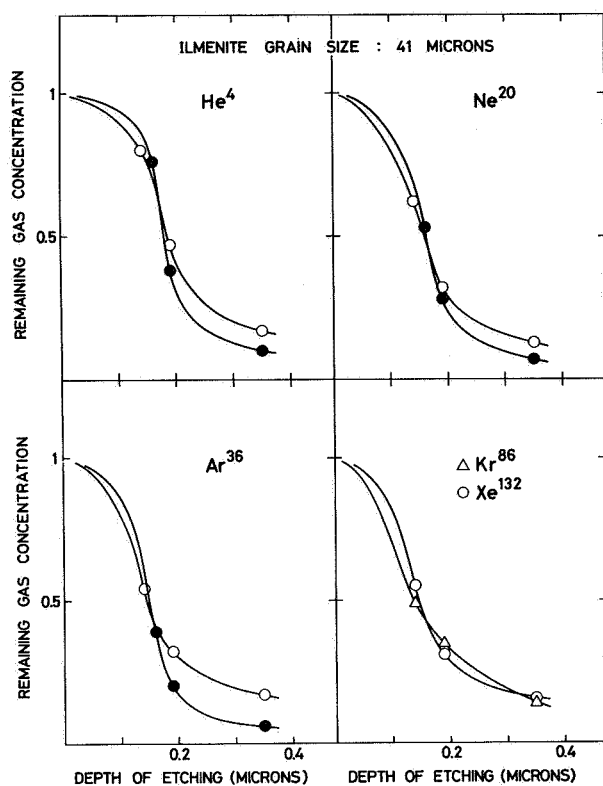 ILMENITE GRAIN SIZE : 41 MICRONS
He⁴
Ne²⁰
1
0.5
REMAINING GAS CONCENTRATION
Ar³⁶
Kr⁸⁶
Xe¹³²
1
0.5
REMAINING GAS CONCENTRATION
0.2
0.4
0.2
0.4
DEPTH OF ETCHING (MICRONS)
DEPTH OF ETCHING (MICRONS)